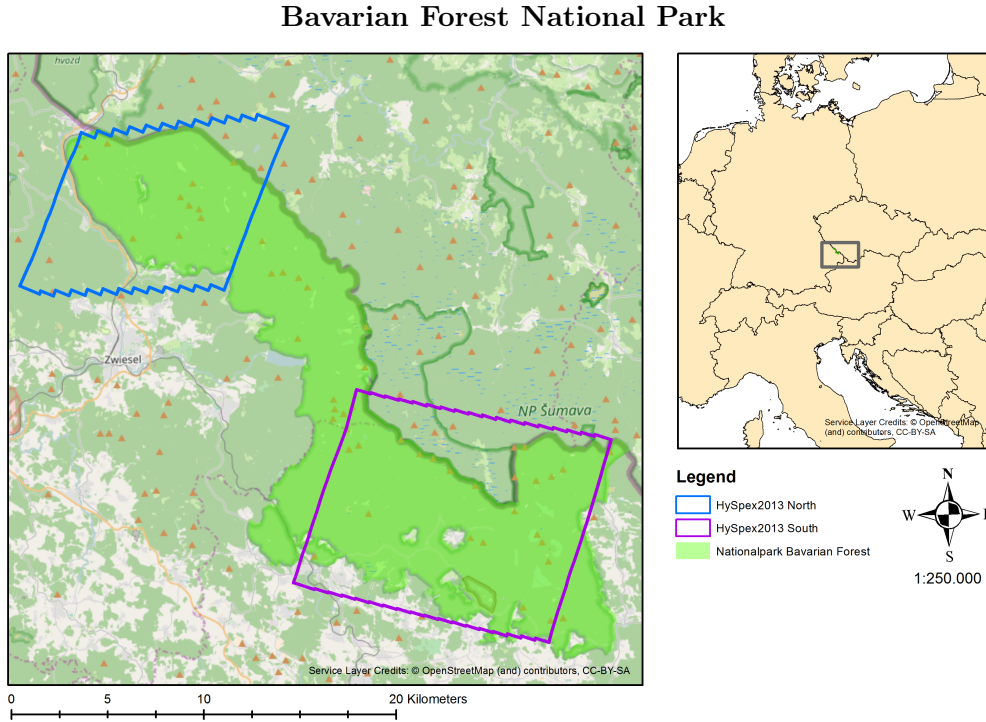 Bavarian Forest National Park
hvozd
Zwiesel
NP Šumava
Service Layer Credits: © OpenStreetMap (and) contributors, CC-BY-SA
0 5 10 20 Kilometers
Service Layer Credits: © OpenStreetMap
(and) contributors, CC-BY-SA
Legend
HySpex2013 North
HySpex2013 South
Nationalpark Bavarian Forest
N
W
S
1:250.000